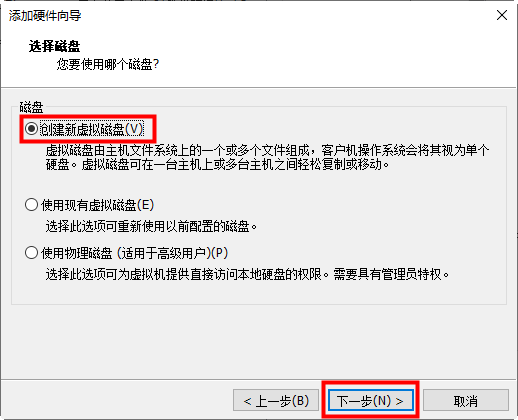 添加硬件向导
选择磁盘
您要使用哪个磁盘?
磁盘
创建新虚拟磁盘(V)
虚拟磁盘由主机文件系统上的一个或多个文件组成，客户机操作系统会将其视为单个
硬盘。虚拟磁盘可在一台主机上或多台主机之间轻松复制或移动。
使用现有虚拟磁盘(E)
选择此选项可重新使用以前配置的磁盘。
使用物理磁盘 (适用于高级用户)(P)
选择此选项可为虚拟机提供直接访问本地硬盘的权限。需要具有管理员特权。
< 上一步(B)
下一步(N) >
取消